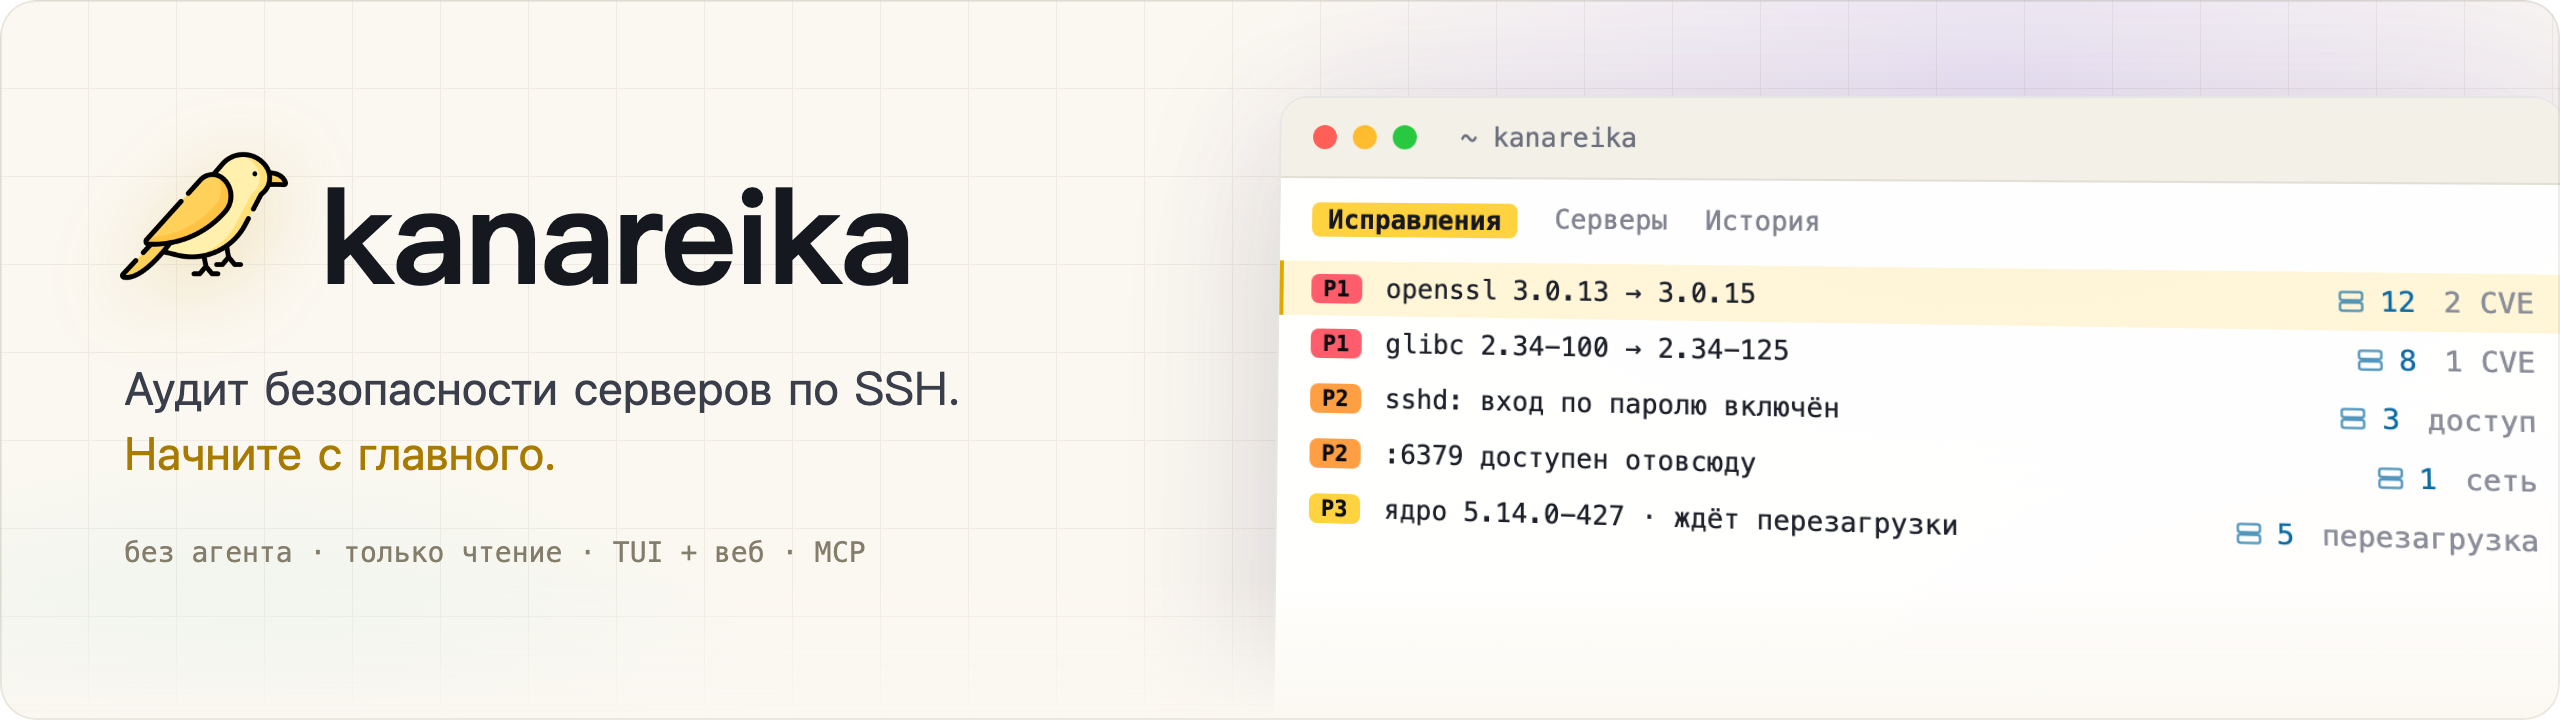 kanareika
Аудит безопасности серверов по SSH.
Начните с главного.
без агента · только чтение · TUI + веб · MCP
~ kanareika
Исправления Серверы История
P1 openssl 3.0.13 → 3.0.15 12 2 CVE
P1 glibc 2.34–100 → 2.34–125 8 1 CVE
P2 sshd: вход по паролю включён 3 доступ
P2 :6379 доступен отовсюду 1 сеть
P3 ядро 5.14.0–427 · ждёт перезагрузки 5 перезагрузка